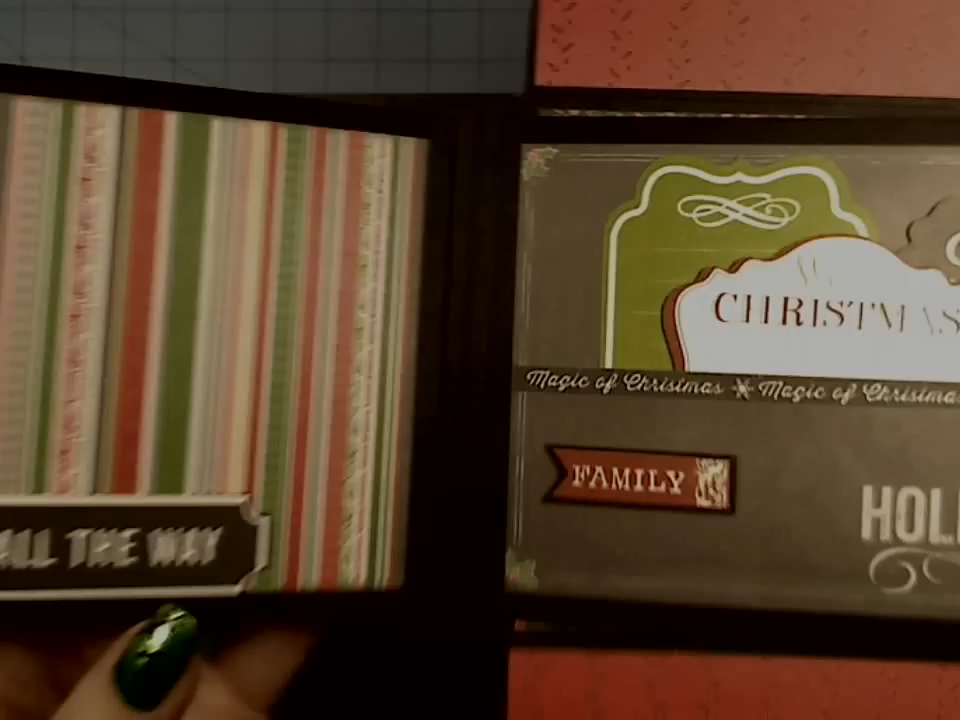 ALL THE WAY
CHRISTMAS
Magic of Christmas Magic of Christmas
FAMILY
HOL